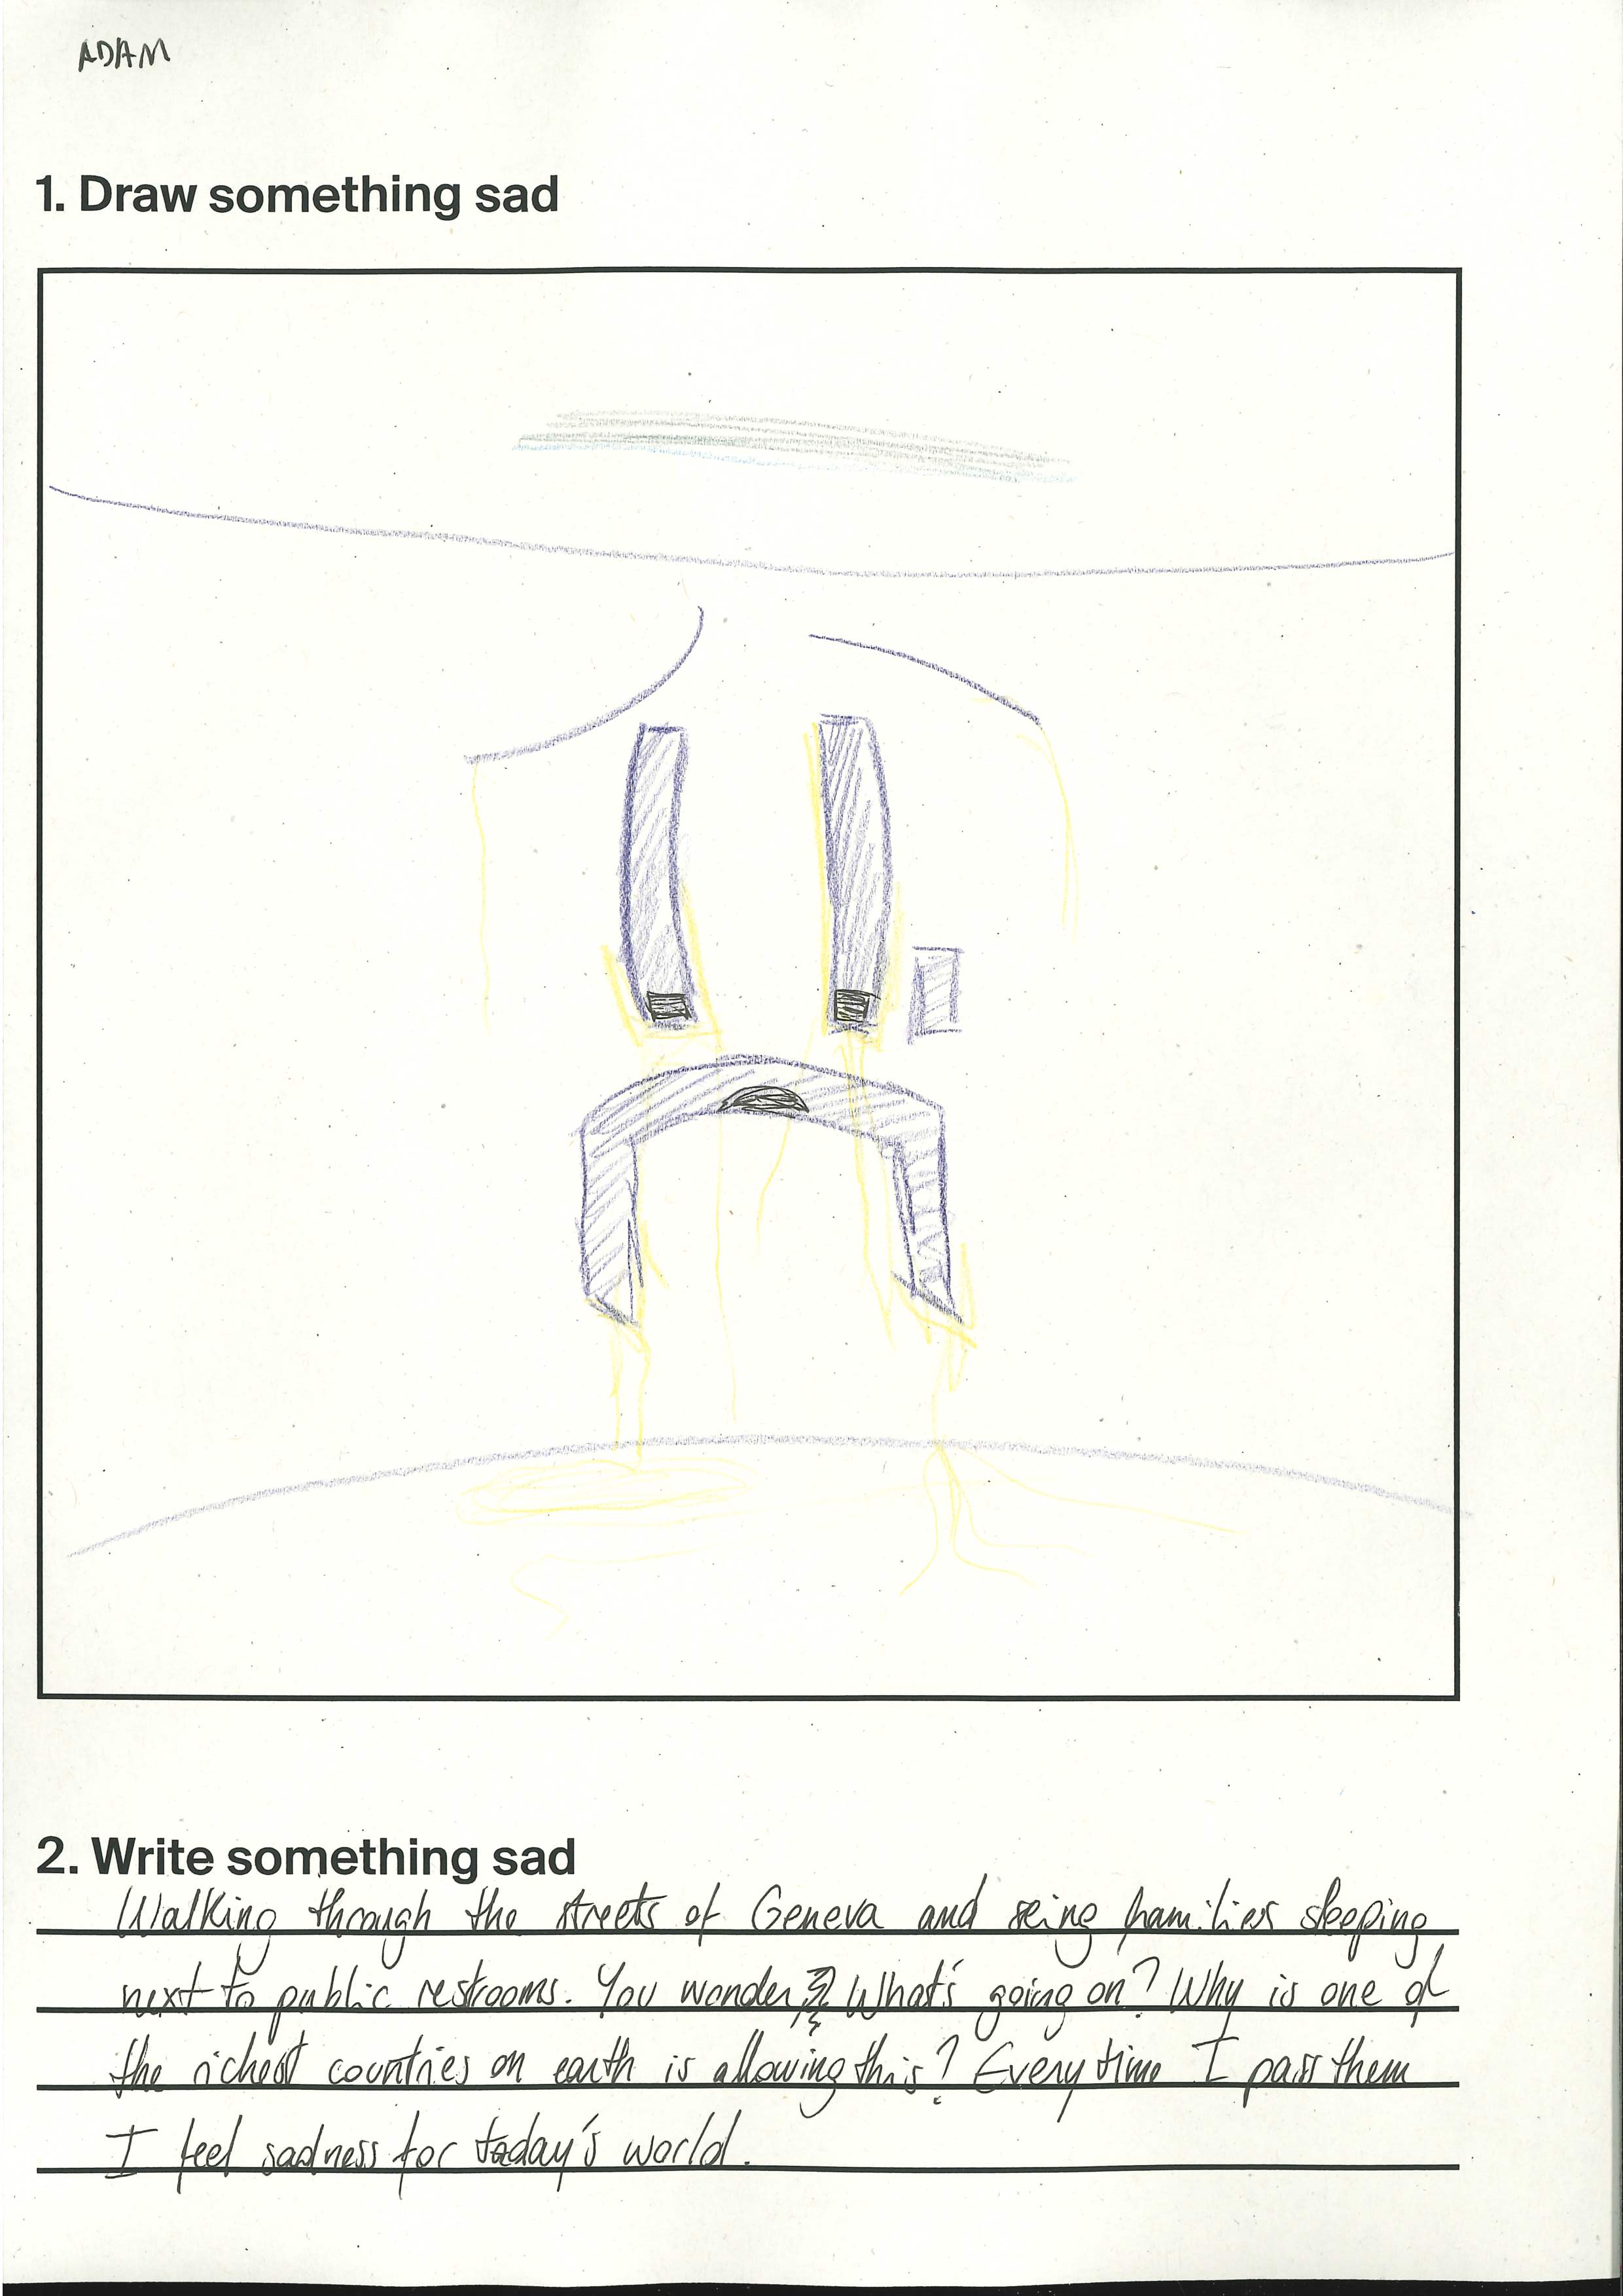 ADAM
1. Draw something sad
2. Write something sad
Walking through the streets of Geneva and seing families sleeping
next to public restrooms. You wonder, What's going on? Why is one of
the richest countries on earth is allowing this? Every time I pass them
I feel sadness for today's world.